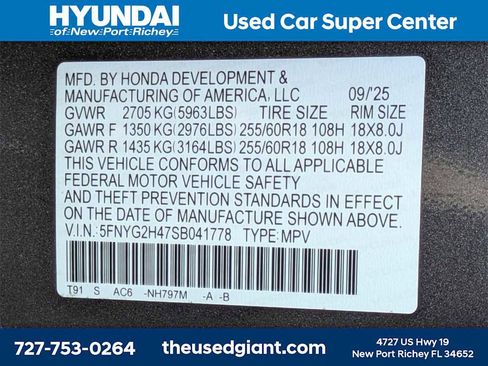 HYUNDAI
of New Port Richey
Used Car Super Center
MFD. BY HONDA DEVELOPMENT &
MANUFACTURING OF AMERICA, LLC 09/'25
GVWR 2705 KG(5963LBS) TIRE SIZE RIM SIZE
GAWR F 1350 KG(2976LBS) 255/60R18 108H 18X8.0J
GAWR R 1435 KG(3164LBS) 255/60R18 108H 18X8.0J
THIS VEHICLE CONFORMS TO ALL APPLICABLE
FEDERAL MOTOR VEHICLE SAFETY
AND THEFT PREVENTION STANDARDS IN EFFECT
ON THE DATE OF MANUFACTURE SHOWN ABOVE.
V.I.N.: 5FNYG2H47SB041778 TYPE: MPV
T91 S AC6 -NH797M -A -B
727-753-0264
theusedgiant.com
4727 US Hwy 19
New Port Richey FL 34652